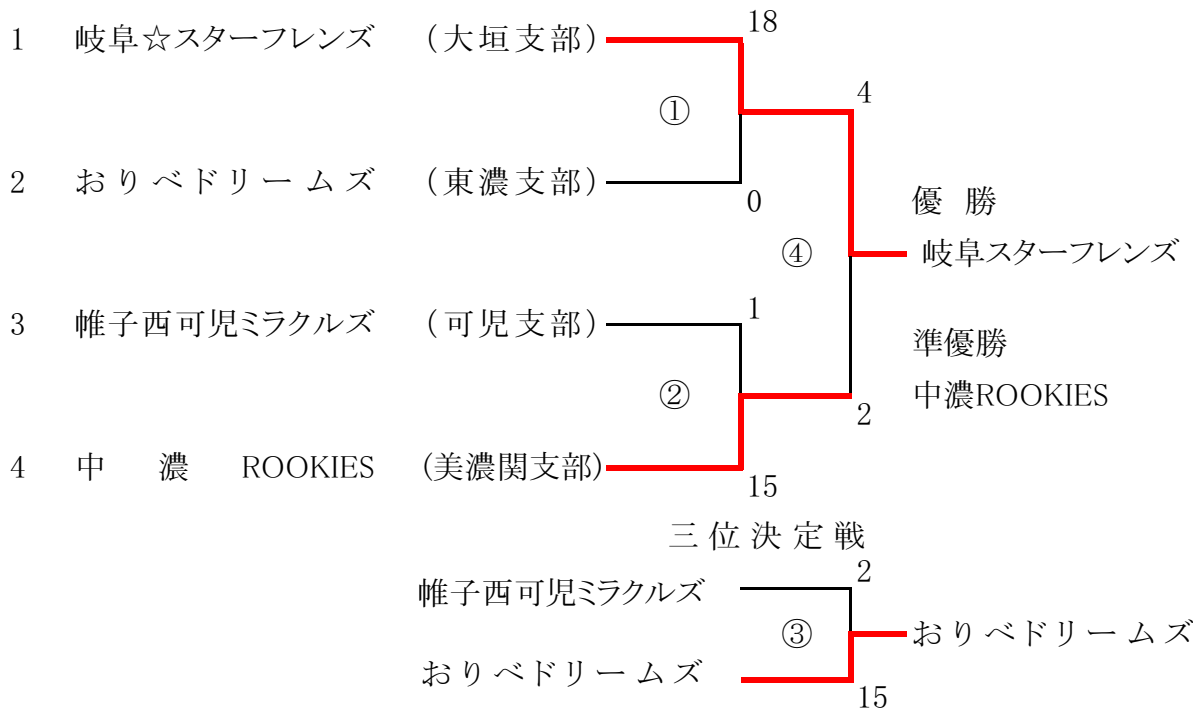 1 岐阜☆スターフレンズ (大垣支部) 18
① 4
2 おりベドリームズ (東濃支部) 0
優勝
④ 岐阜スターフレンズ
3 帷子西可児ミラクルズ (可児支部) 1
準優勝
② 2 中濃ROOKIES
4 中濃ROOKIES (美濃関支部) 15
三位決定戦
帷子西可児ミラクルズ 2
③ おりベドリームズ
おりベドリームズ 15